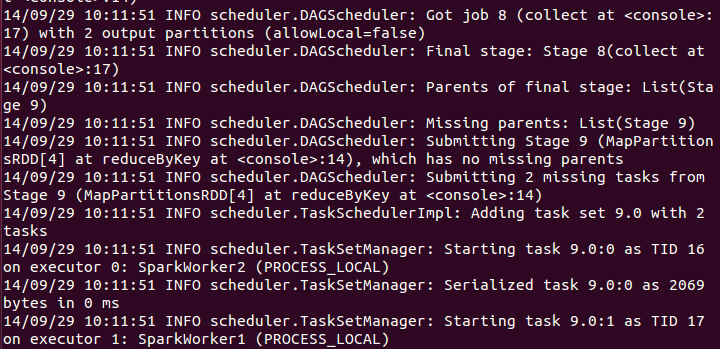 14/09/29 10:11:51 INFO scheduler.DAGScheduler: Got job 8 (collect at <console>:
17) with 2 output partitions (allowLocal=false)
14/09/29 10:11:51 INFO scheduler.DAGScheduler: Final stage: Stage 8(collect at
<console>:17)
14/09/29 10:11:51 INFO scheduler.DAGScheduler: Parents of final stage: List(Sta
ge 9)
14/09/29 10:11:51 INFO scheduler.DAGScheduler: Missing parents: List(Stage 9)
14/09/29 10:11:51 INFO scheduler.DAGScheduler: Submitting Stage 9 (MapPartition
sRDD[4] at reduceByKey at <console>:14), which has no missing parents
14/09/29 10:11:51 INFO scheduler.DAGScheduler: Submitting 2 missing tasks from
Stage 9 (MapPartitionsRDD[4] at reduceByKey at <console>:14)
14/09/29 10:11:51 INFO scheduler.TaskSchedulerImpl: Adding task set 9.0 with 2
tasks
14/09/29 10:11:51 INFO scheduler.TaskSetManager: Starting task 9.0:0 as TID 16
on executor 0: SparkWorker2 (PROCESS_LOCAL)
14/09/29 10:11:51 INFO scheduler.TaskSetManager: Serialized task 9.0:0 as 2069
bytes in 0 ms
14/09/29 10:11:51 INFO scheduler.TaskSetManager: Starting task 9.0:1 as TID 17
on executor 1: SparkWorker1 (PROCESS_LOCAL)